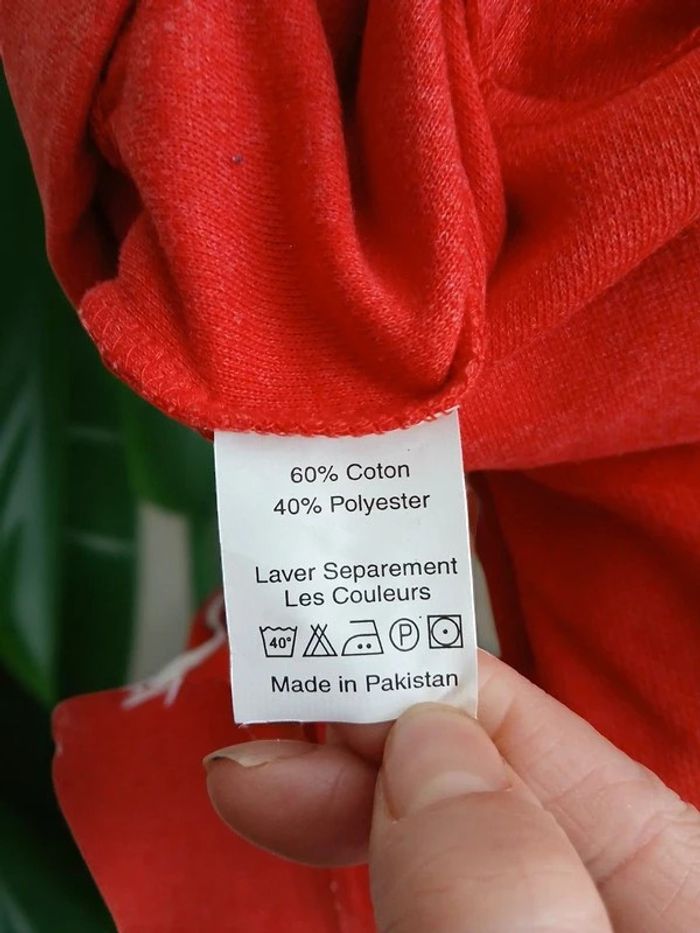 60% Coton
40% Polyester
Laver Separement
Les Couleurs
40° P
Made in Pakistan